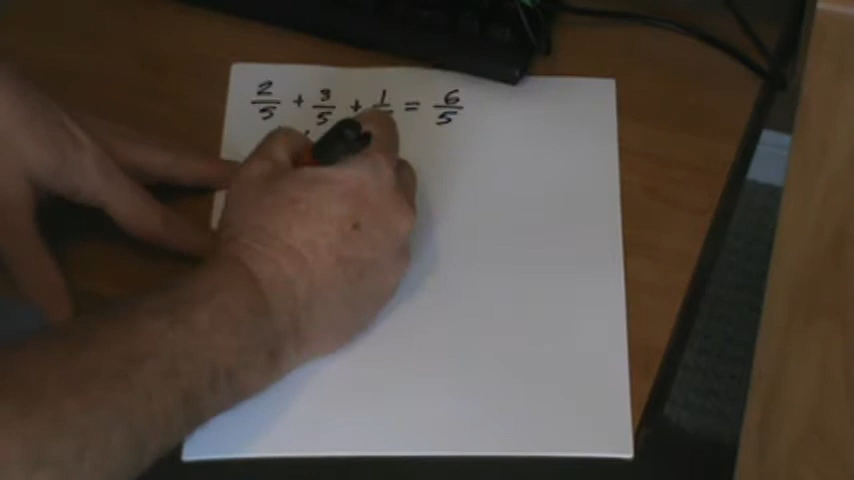 2/5 + 3/5 + 1/ = 6/5